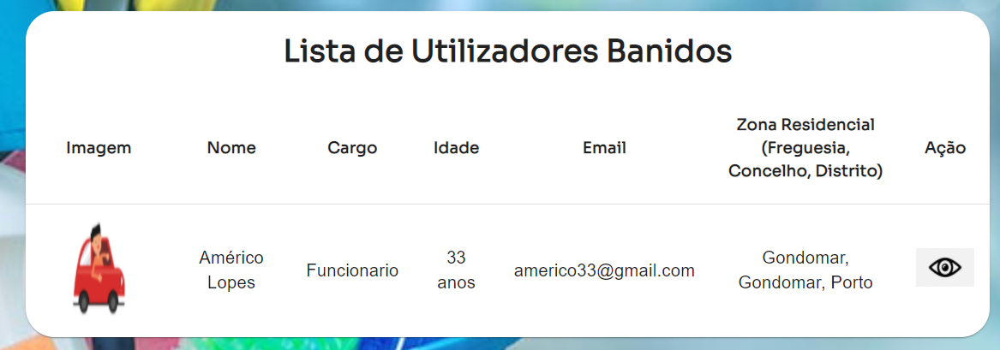 Lista de Utilizadores Banidos
Imagem
Nome
Cargo
Idade
Email
Zona Residencial
(Freguesia,
Concelho, Distrito)
Ação
Américo
Lopes
Funcionario
33
anos
americo33@gmail.com
Gondomar,
Gondomar, Porto